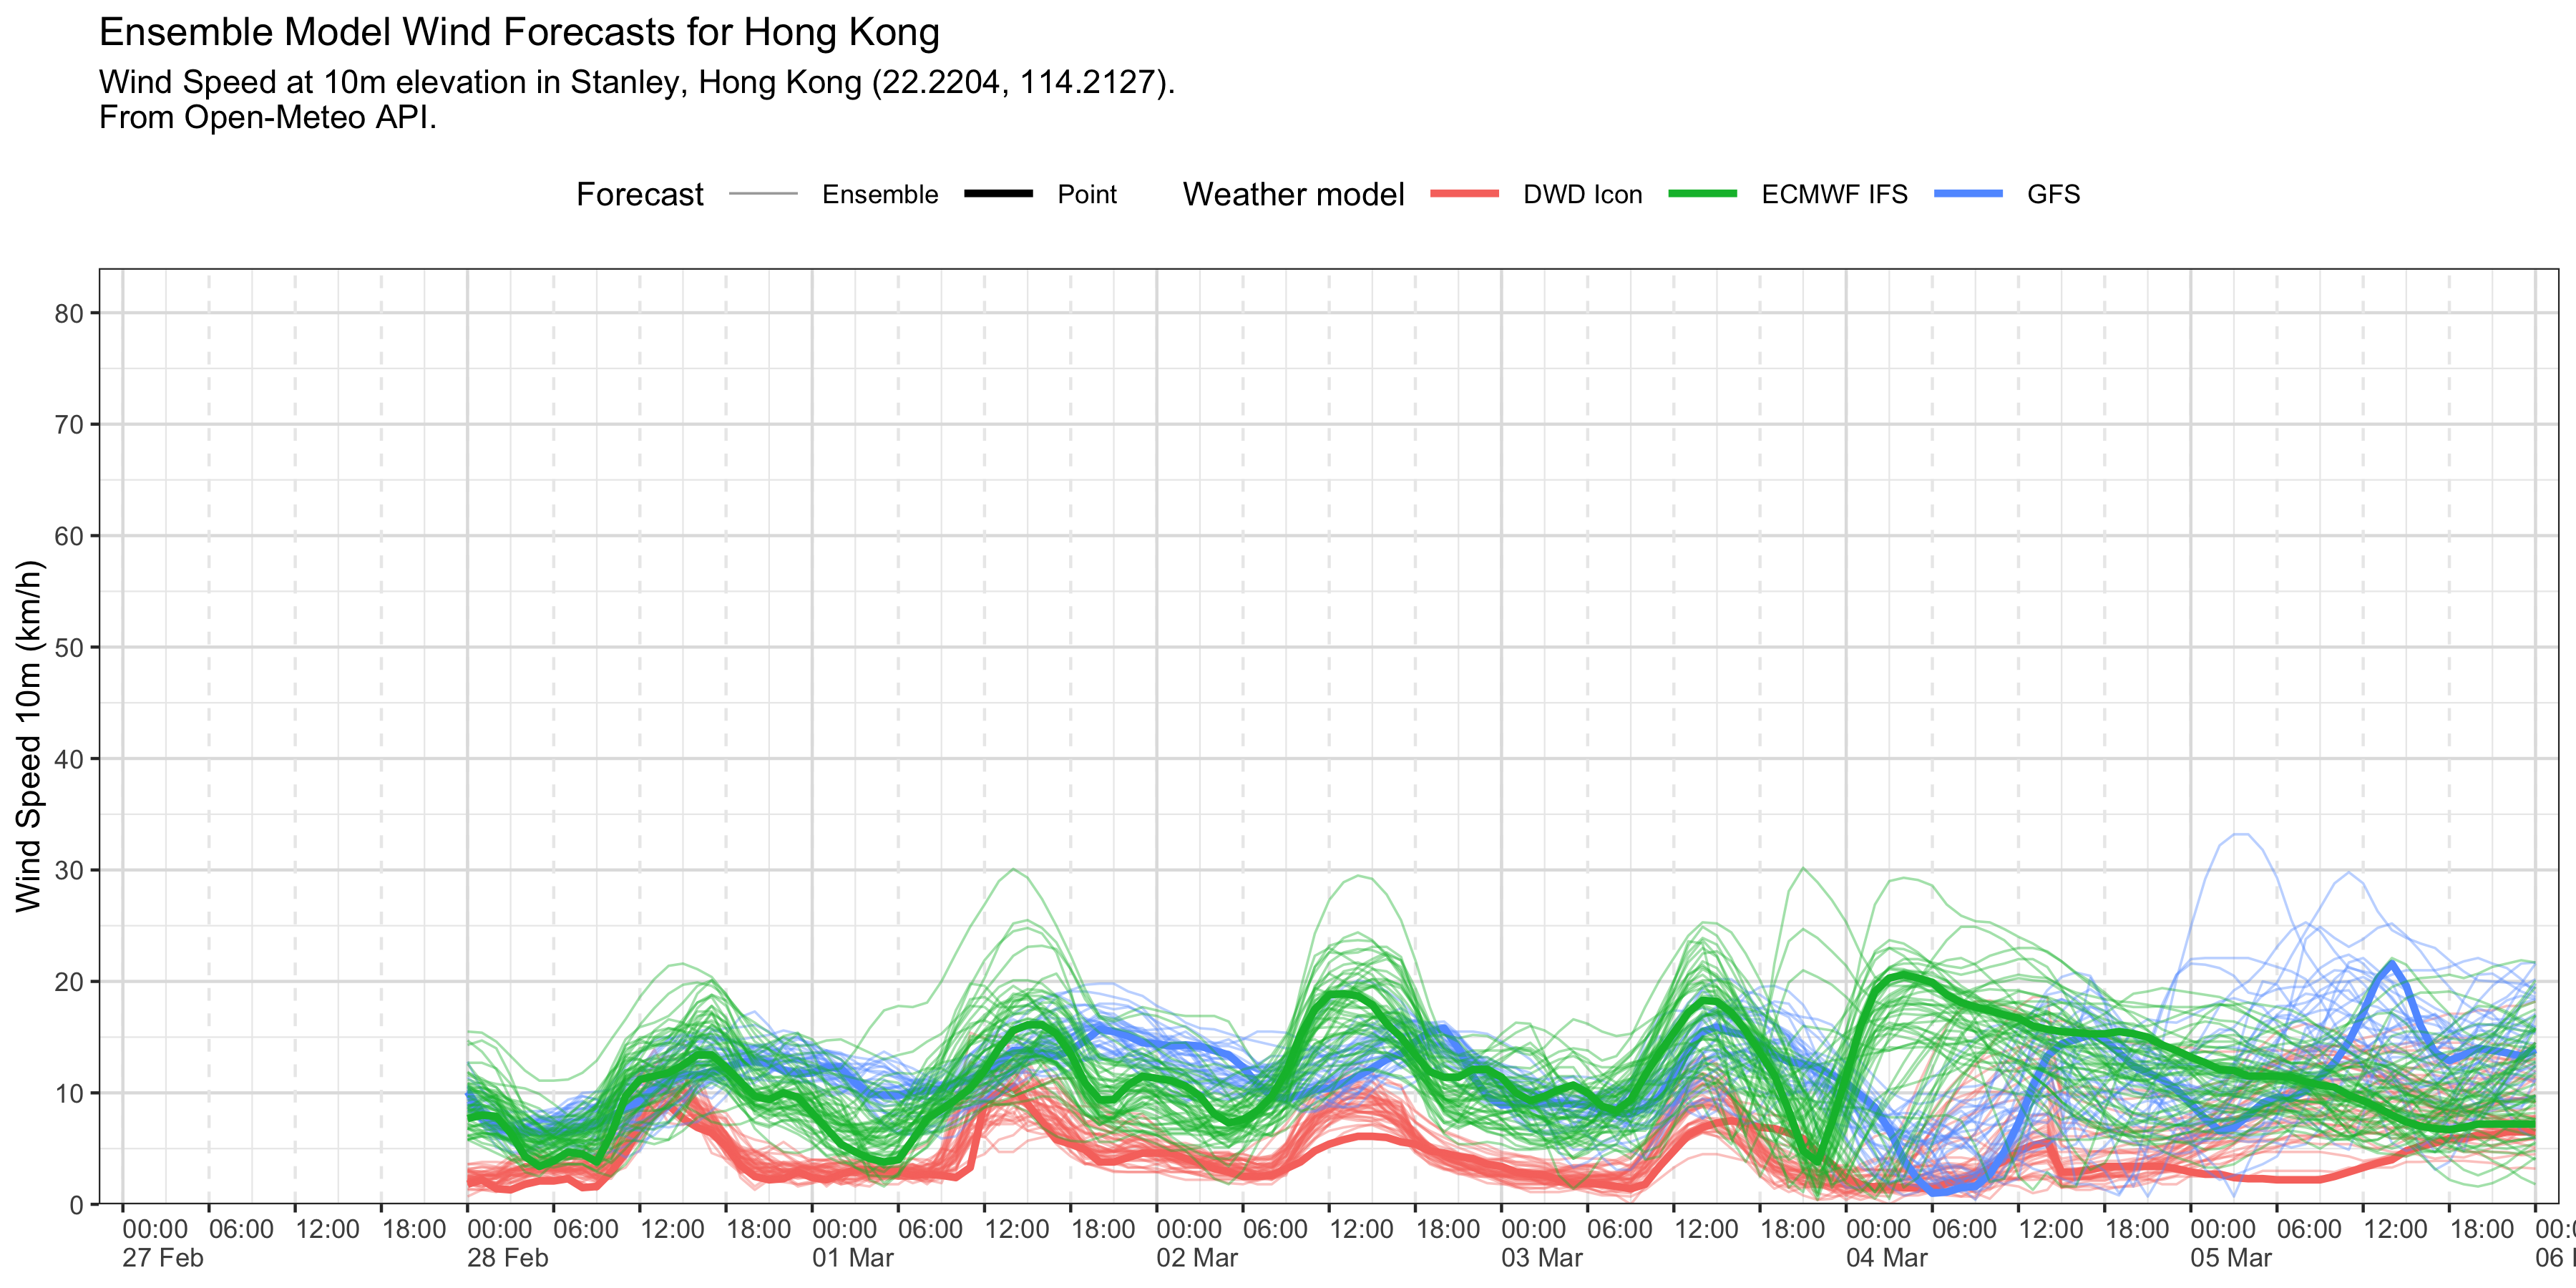 Ensemble Model Wind Forecasts for Hong Kong
Wind Speed at 10m elevation in Stanley, Hong Kong (22.2204, 114.2127).
From Open-Meteo API.
Forecast Ensemble Point Weather model DWD Icon ECMWF IFS GFS
Wind Speed 10m (km/h)
80
70
60
50
40
30
20
10
0
00:00 06:00 12:00 18:00 00:00 06:00 12:00 18:00 00:00 06:00 12:00 18:00 00:00 06:00 12:00 18:00 00:00 06:00 12:00 18:00 00:00 06:00 12:00 18:00 00:00 06:00 12:00 18:00 00:
27 Feb 28 Feb 01 Mar 02 Mar 03 Mar 04 Mar 05 Mar 06